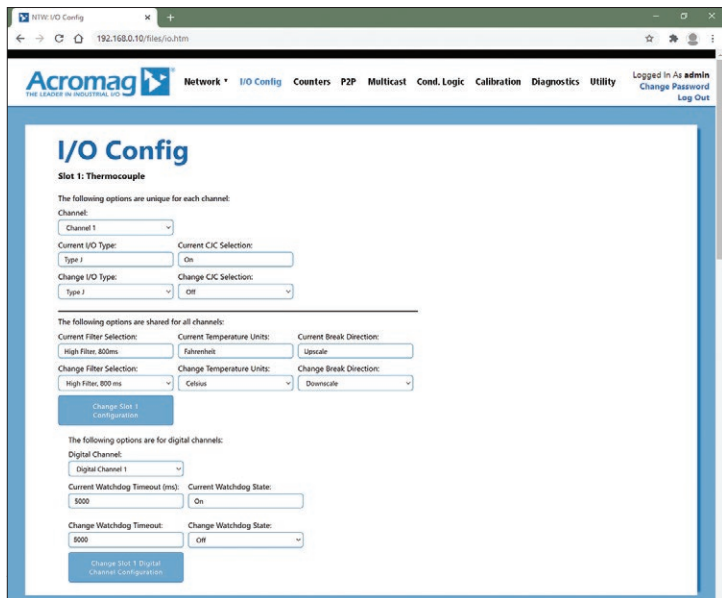 NTW: I/O Config
192.168.0.10/files/io.htm
Acromag
THE LEADER IN INDUSTRIAL I/O
Network I/O Config Counters P2P Multicast Cond. Logic Calibration Diagnostics Utility
Logged In As admin
Change Password
Log Out
I/O Config
Slot 1: Thermocouple
The following options are unique for each channel:
Channel:
Channel 1
Current I/O Type: Current CJC Selection:
Type J On
Change I/O Type: Change CJC Selection:
Type J Off
The following options are shared for all channels:
Current Filter Selection: Current Temperature Units: Current Break Direction:
High Filter, 800ms Fahrenheit Upscale
Change Filter Selection: Change Temperature Units: Change Break Direction:
High Filter, 800 ms Celsius Downscale
Change Slot 1
Configuration
The following options are for digital channels:
Digital Channel:
Digital Channel 1
Current Watchdog Timeout (ms): Current Watchdog State:
5000 On
Change Watchdog Timeout: Change Watchdog State:
8000 Off
Change Slot 1 Digital
Channel Configuration